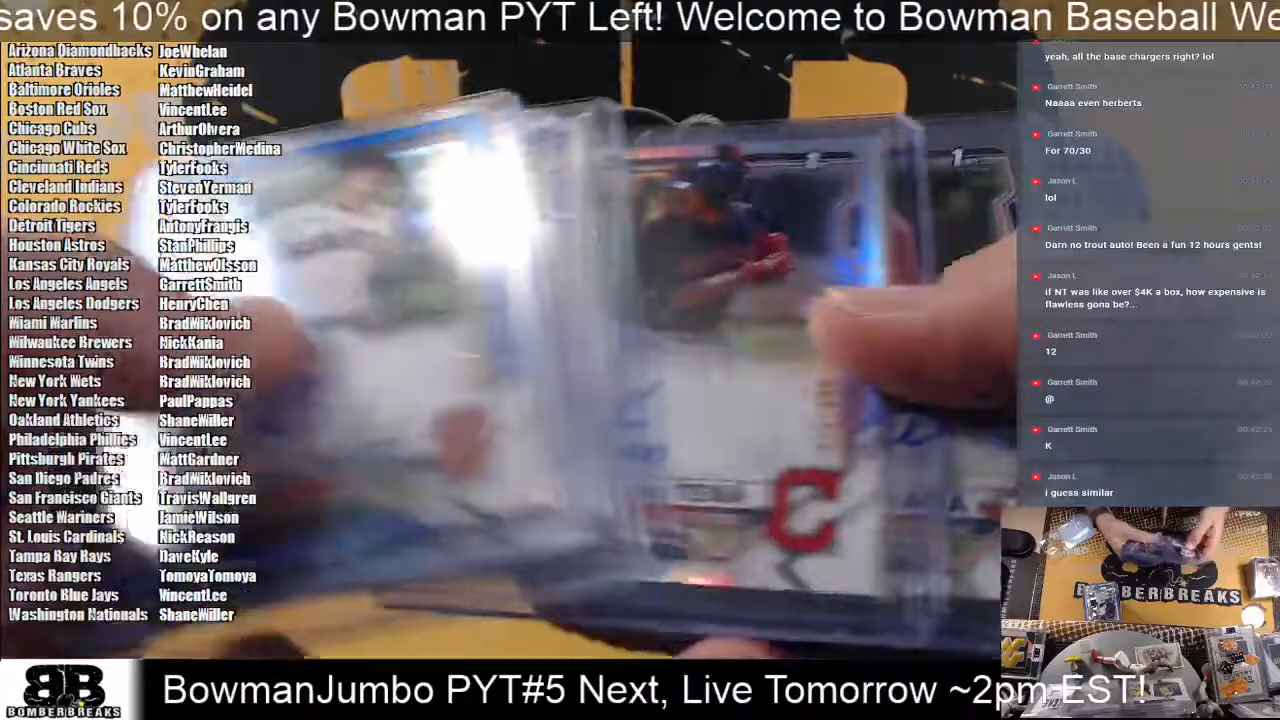 saves 10% on any Bowman PYT Left! Welcome to Bowman Baseball We
Arizona Diamondbacks JoeWhelan
Atlanta Braves KevinGraham
Baltimore Orioles MatthewHeidel
Boston Red Sox VincentLee
Chicago Cubs ArthurOlvera
Chicago White Sox ChristopherMedina
Cincinnati Reds TylerFooks
Cleveland Indians StevenYerman
Colorado Rockies TylerFooks
Detroit Tigers AntonyFrangis
Houston Astros StanPhillips
Kansas City Royals MatthewOlsson
Los Angeles Angels GarrettSmith
Los Angeles Dodgers HenryChen
Miami Marlins BradWiklovich
Milwaukee Brewers NickKania
Minnesota Twins BradWiklovich
New York Mets BradWiklovich
New York Yankees PaulPappas
Oakland Athletics ShaneMiller
Philadelphia Phillies VincentLee
Pittsburgh Pirates MattGardner
San Diego Padres BradWiklovich
San Francisco Giants TravisWallgren
Seattle Mariners JamieWilson
St. Louis Cardinals NickReason
Tampa Bay Rays DaveKyle
Texas Rangers TomoyaTomoya
Toronto Blue Jays VincentLee
Washington Nationals ShaneMiller
yeah, all the base chargers right? lol
Garrett Smith
Naaaa even herberts
Garrett Smith
For 70/30
Jason L
lol
Garrett Smith
Darn no trout auto! Been a fun 12 hours gents!
Jason L
if NT was like over $4K a box, how expensive is
flawless gona be?...
Garrett Smith
12
Garrett Smith
@
Garrett Smith
K
Jason L
i guess similar
C
BOMBERBREAKS
BB
BOMBERBREAKS
BowmanJumbo PYT#5 Next, Live Tomorrow ~2pm EST!